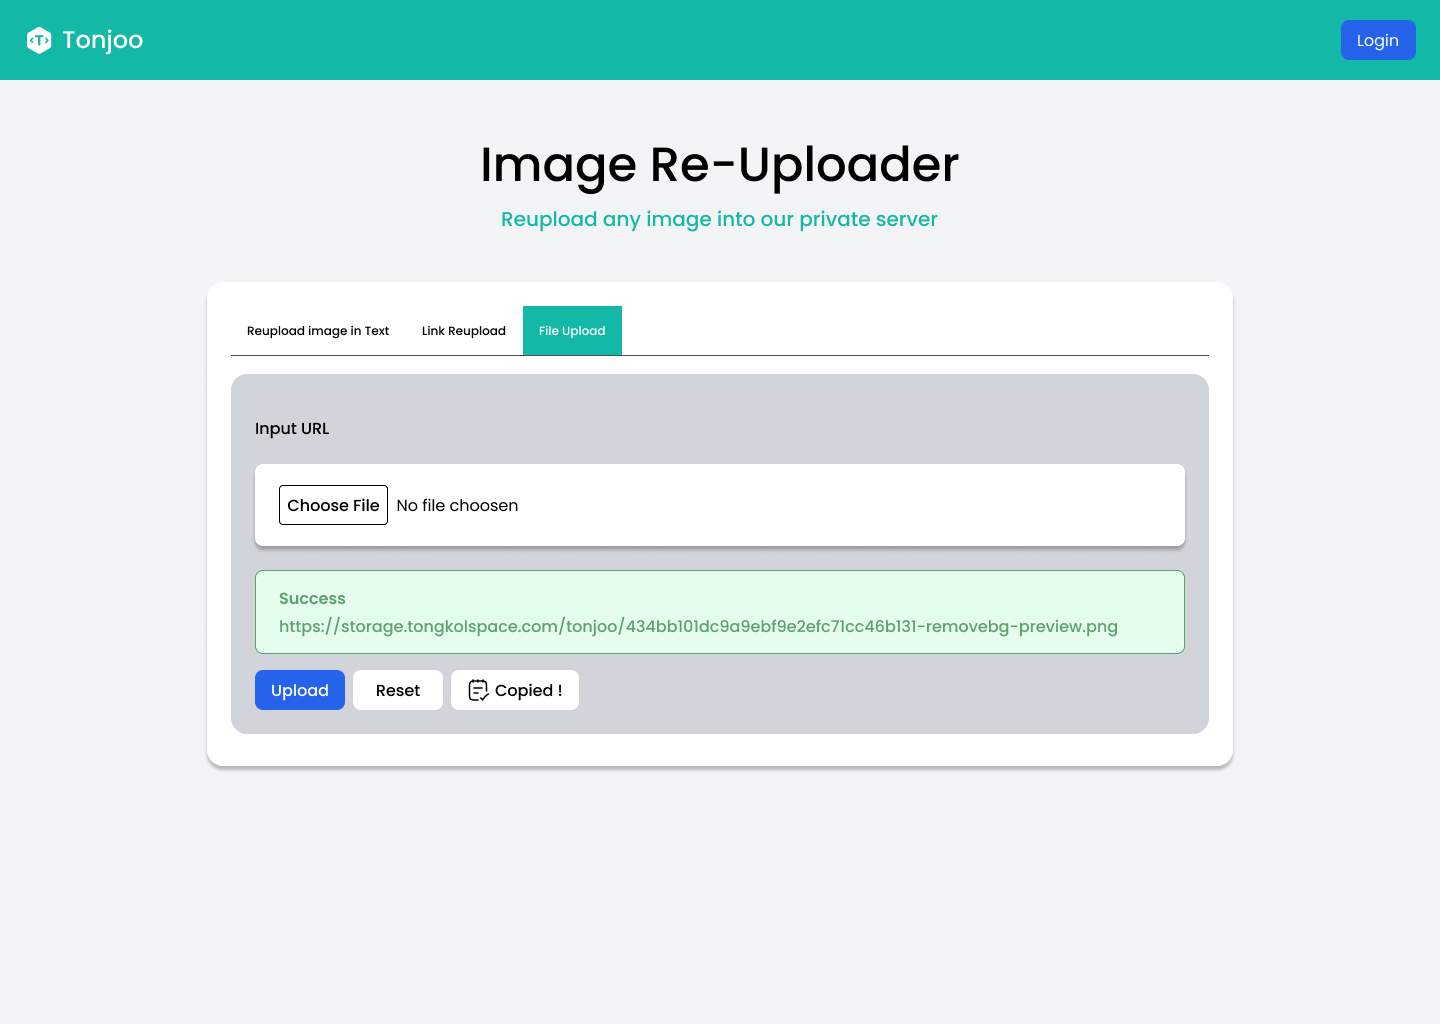 Tonjoo
Login
Image Re-Uploader
Reupload any image into our private server
Reupload image in Text Link Reupload File Upload
Input URL
Choose File No file choosen
Success
https://storage.tongkolspace.com/tonjoo/434bb101dc9a9ebf9e2efc71cc46b131-removebg-preview.png
Upload Reset Copied !